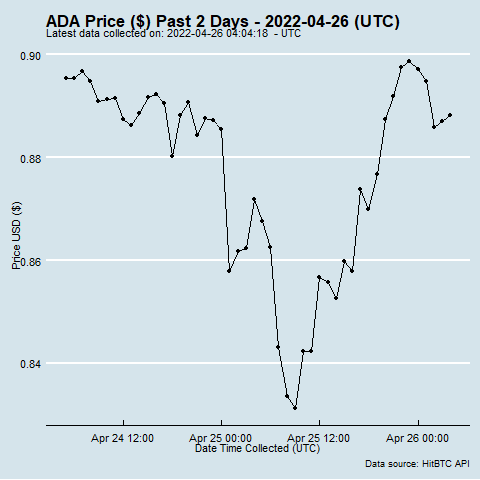 ADA Price ($) Past 2 Days - 2022-04-26 (UTC)
Latest data collected on: 2022-04-26 04:04:18 - UTC
0.90
0.88
0.86
0.84
Price USD ($)
Apr 24 12:00 Apr 25 00:00 Apr 25 12:00 Apr 26 00:00
Date Time Collected (UTC)
Data source: HitBTC API